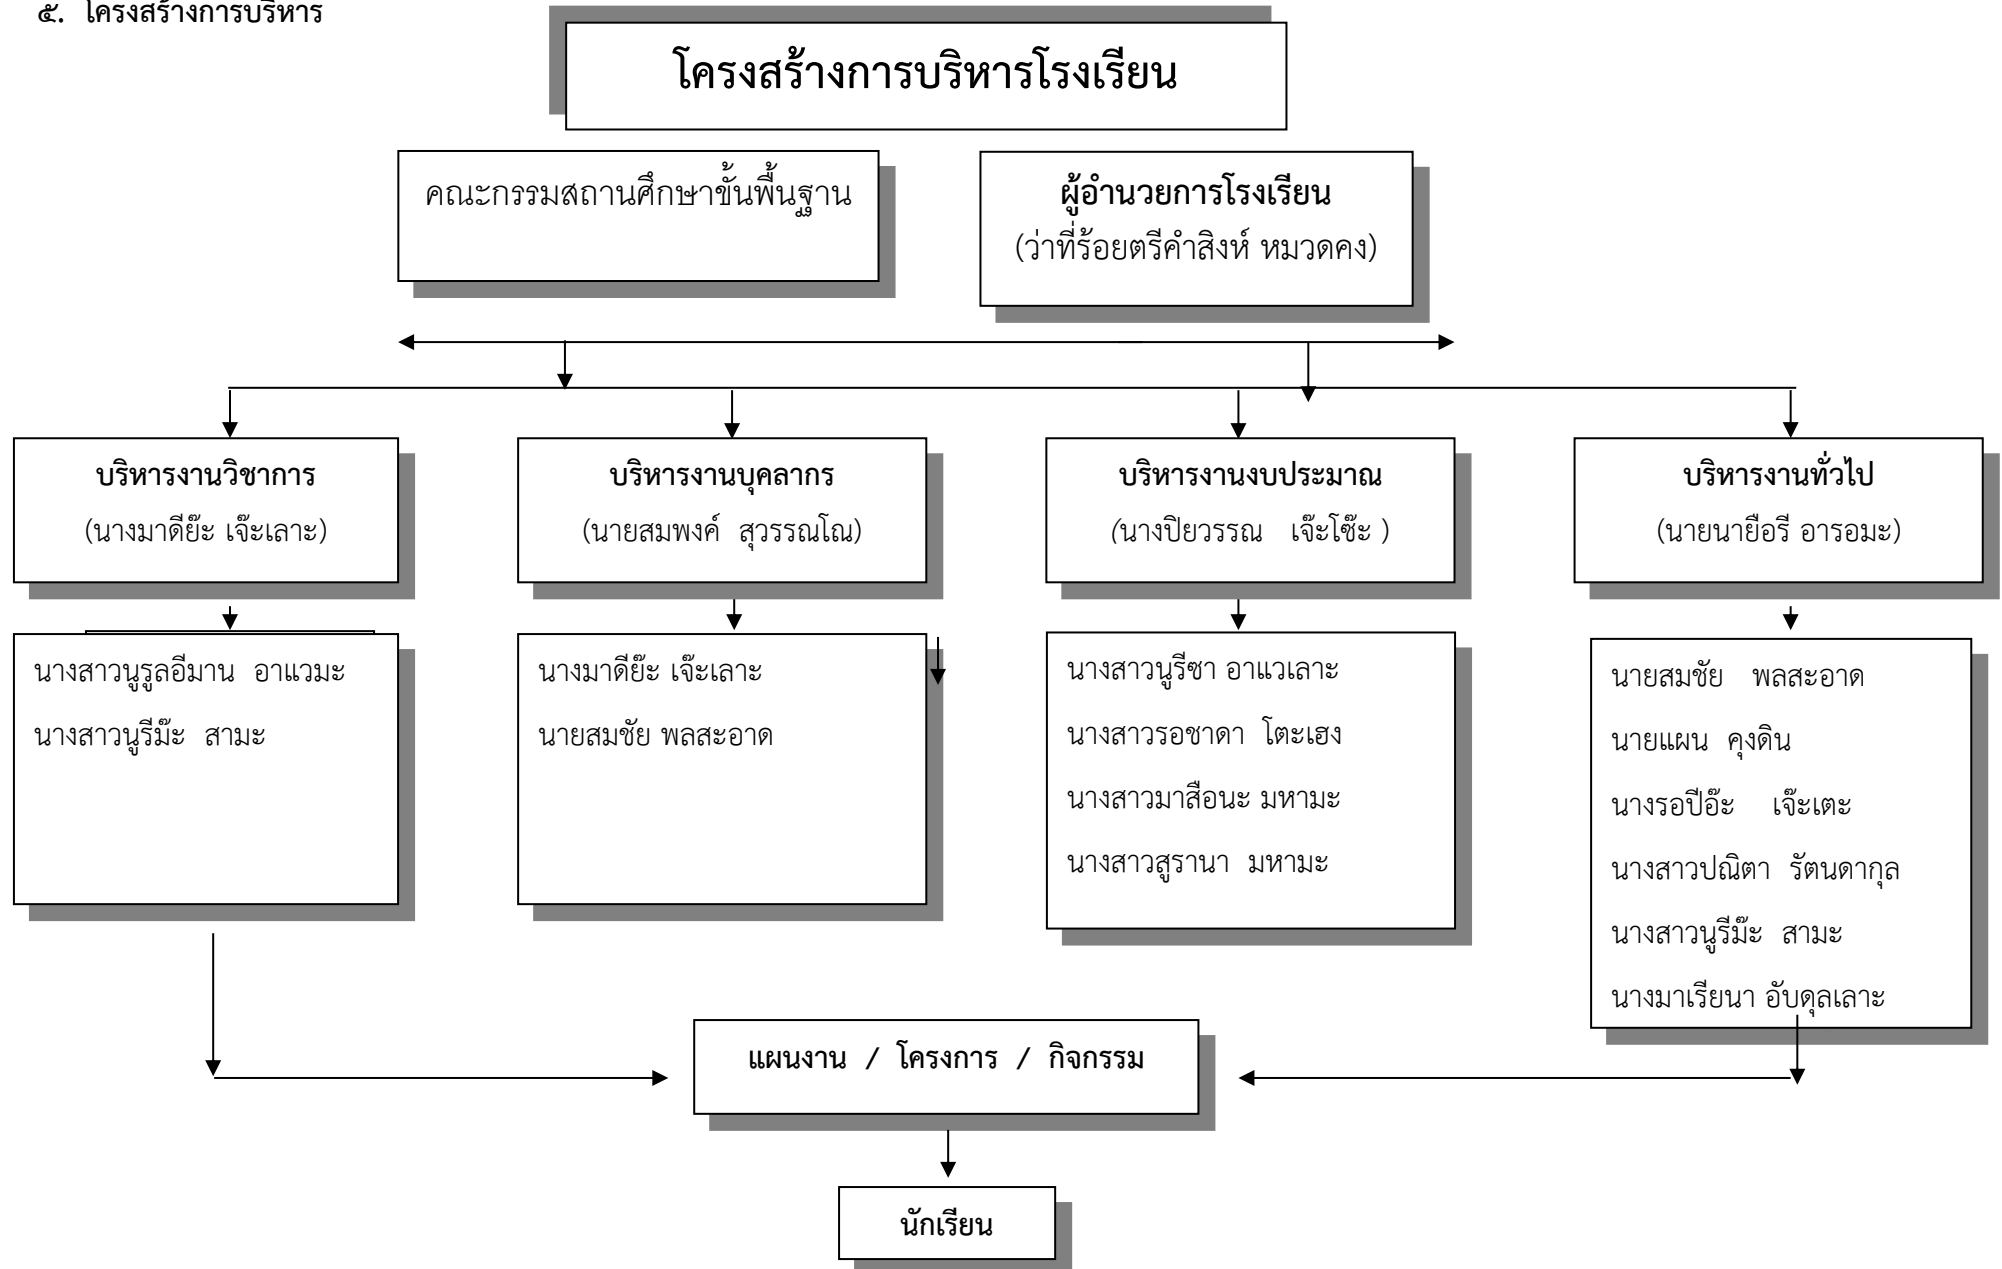 ๕. โครงสร้างการบริหาร
โครงสร้างการบริหารโรงเรียน
คณะกรรมสถานศึกษาขั้นพื้นฐาน
ผู้อำนวยการโรงเรียน
(ว่าที่ร้อยตรีคำสิงห์ หมวดคง)
บริหารงานวิชาการ
(นางมาดีย๊ะ เจ๊ะเลาะ)
บริหารงานบุคลากร
(นายสมพงค์ สุวรรณโณ)
บริหารงานงบประมาณ
(นางปิยวรรณ เจ๊ะโซ๊ะ )
บริหารงานทั่วไป
(นายนายือรี อารอมะ)
นางสาวนูรูลอีมาน อาแวมะ
นางสาวนูรีม๊ะ สามะ
นางมาดีย๊ะ เจ๊ะเลาะ
นายสมชัย พลสะอาด
นางสาวนูรีซา อาแวเลาะ
นางสาวรอชาดา โตะเฮง
นางสาวมาสือนะ มหามะ
นางสาวสูรานา มหามะ
นายสมชัย พลสะอาด
นายแผน คุงดิน
นางรอปีอ๊ะ เจ๊ะเตะ
นางสาวปณิตา รัตนดากุล
นางสาวนูรีม๊ะ สามะ
นางมาเรียนา อับดุลเลาะ
แผนงาน / โครงการ / กิจกรรม
นักเรียน